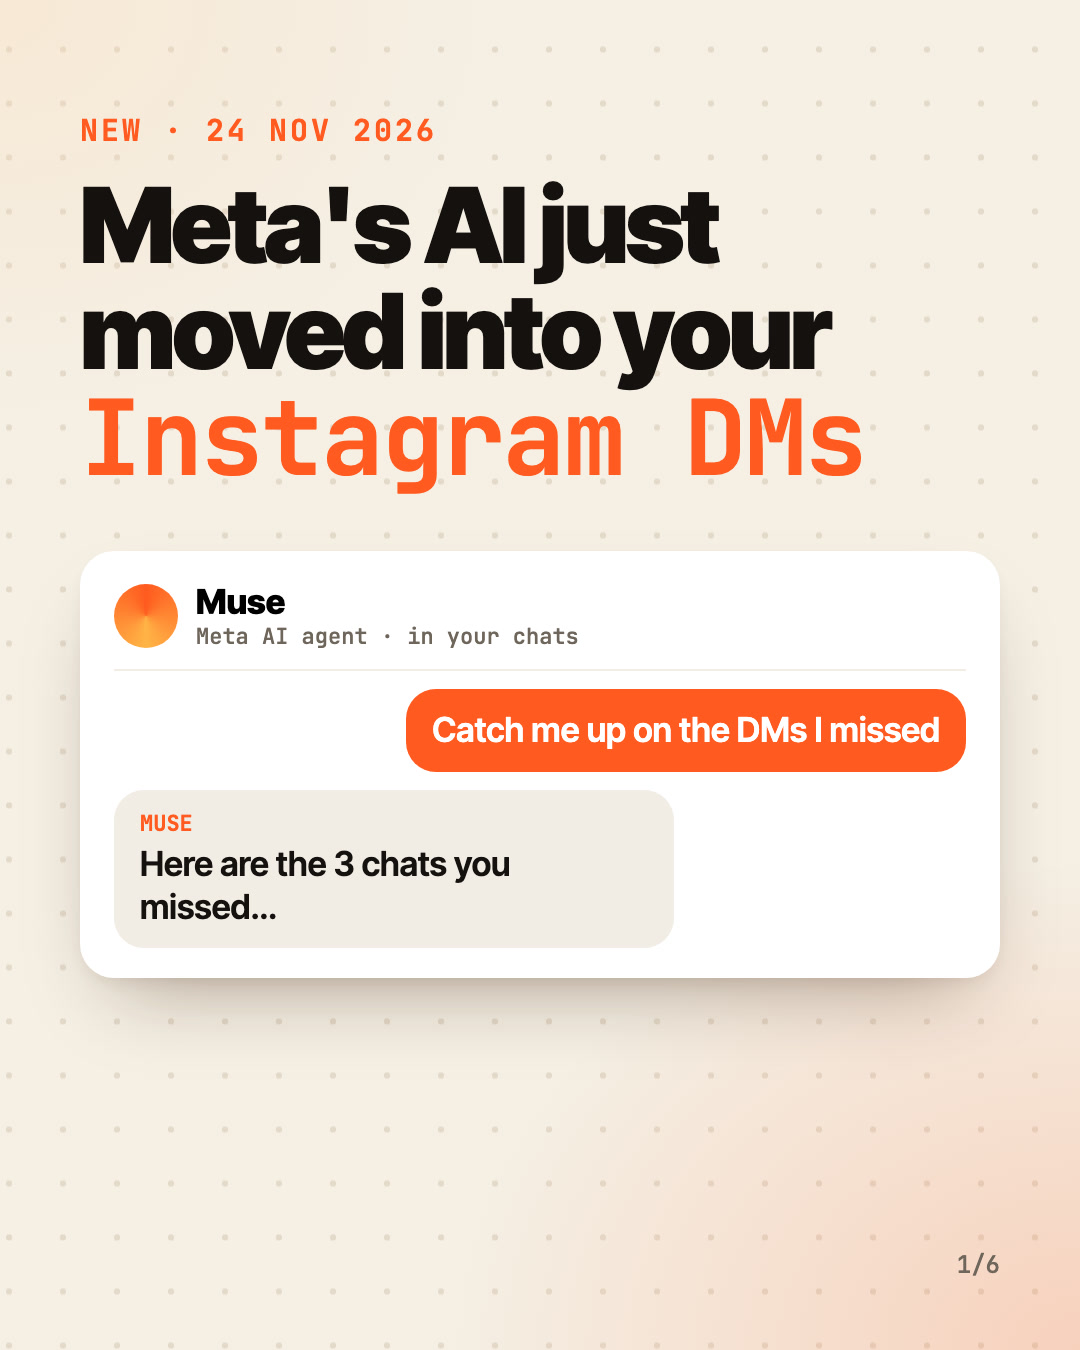 NEW · 24 NOV 2026
Meta's AI just
moved into your
Instagram DMs
Muse
Meta AI agent · in your chats
Catch me up on the DMs I missed
MUSE
Here are the 3 chats you
missed...
1/6